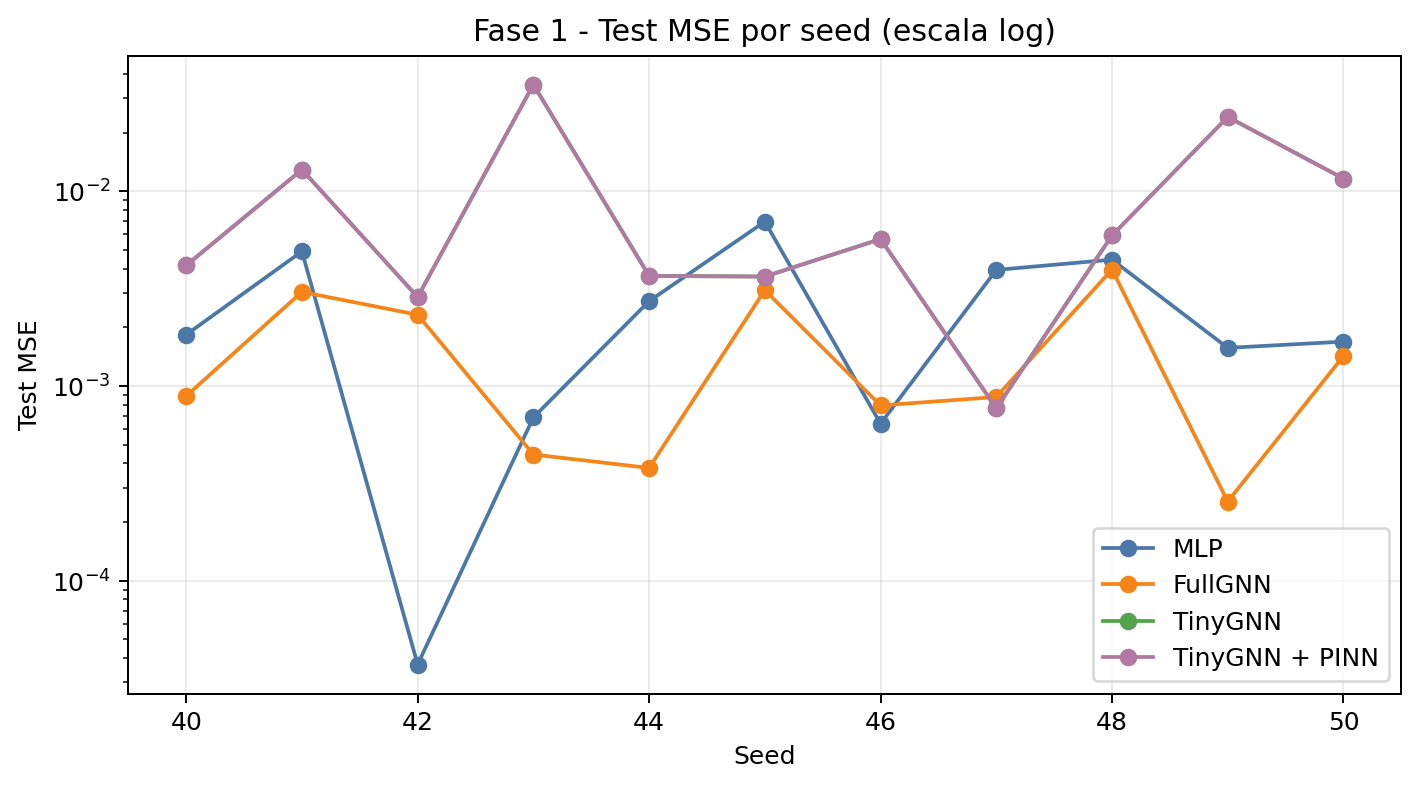 Fase 1 - Test MSE por seed (escala log)
Test MSE
10⁻²
10⁻³
10⁻⁴
40 42 44 46 48 50
Seed
MLP
FullGNN
TinyGNN
TinyGNN + PINN